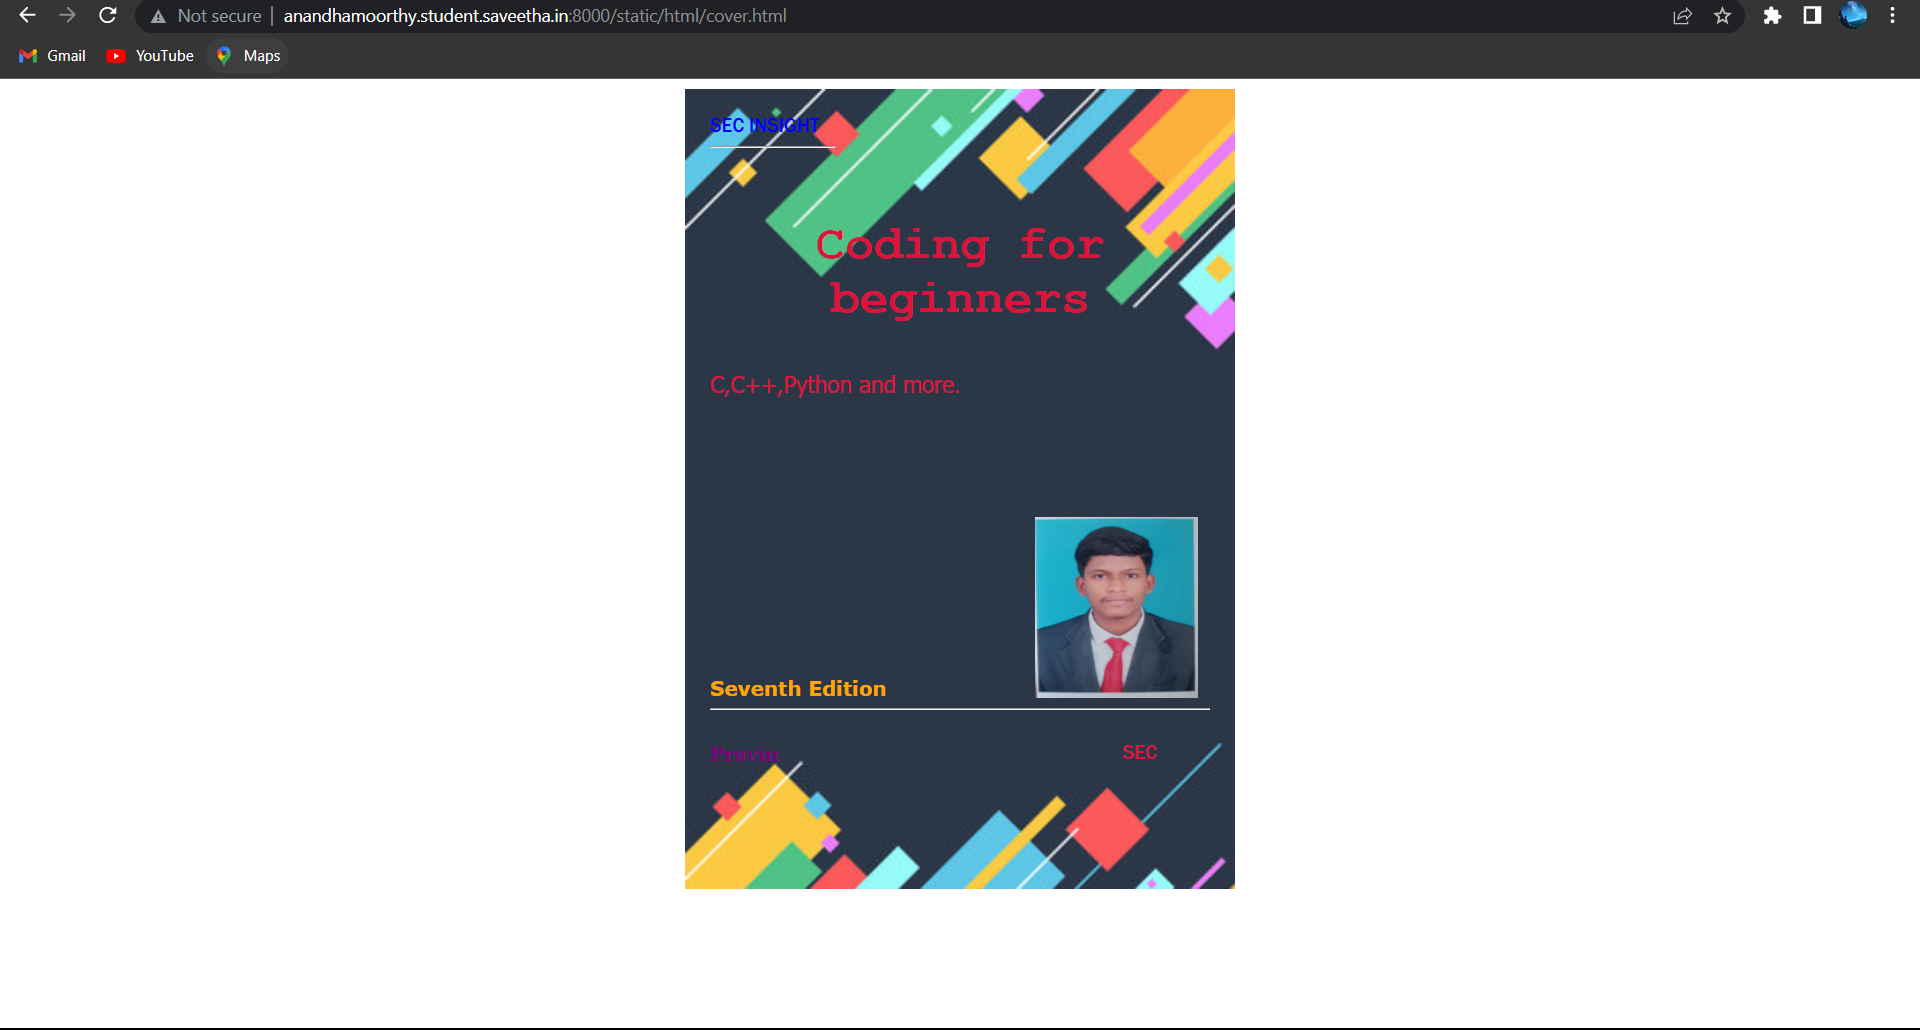 Not secure | anandhamoorthy.student.saveetha.in:8000/static/html/cover.html
Gmail YouTube Maps
SEC INSIGHT
Coding for
beginners
C,C++,Python and more.
Seventh Edition
Pravin SEC